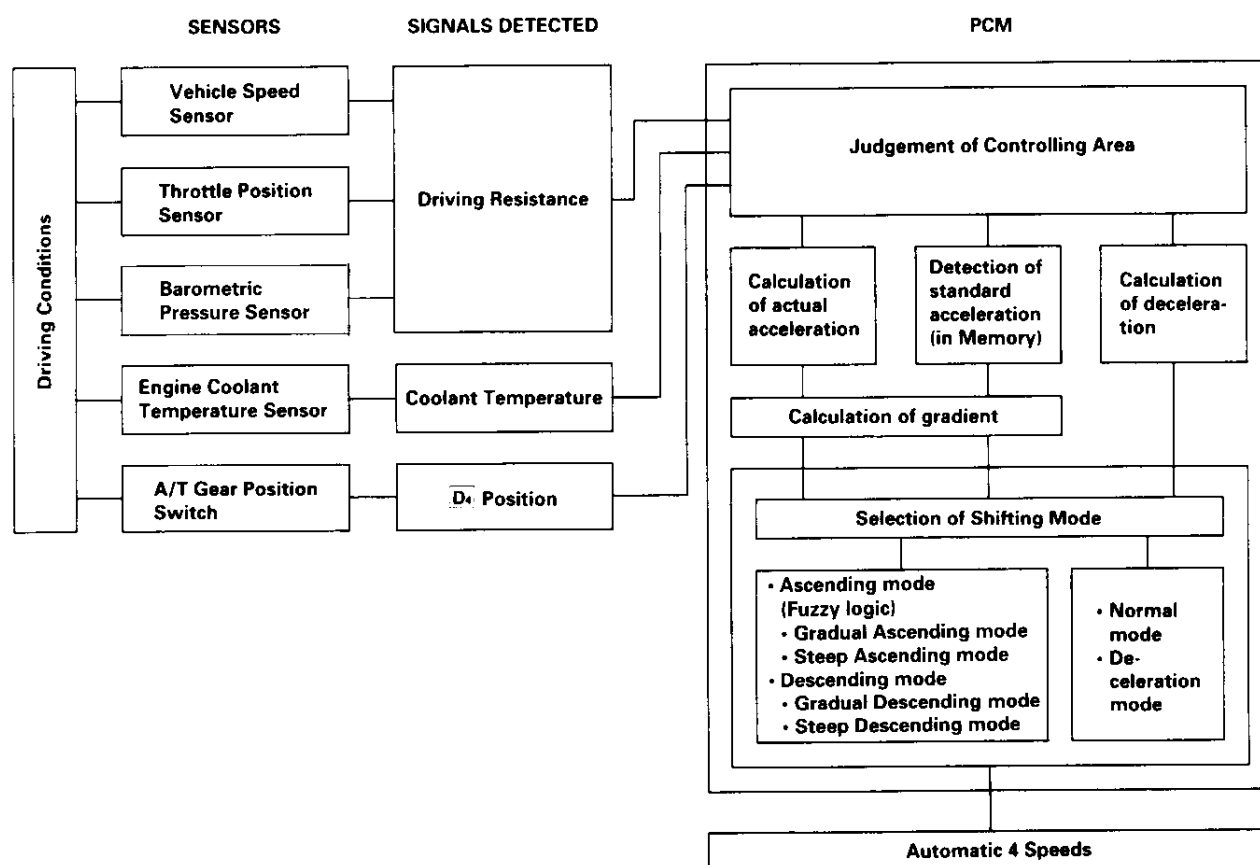 SENSORS
SIGNALS DETECTED
PCM
Driving Conditions
Vehicle Speed
Sensor
Throttle Position
Sensor
Barometric
Pressure Sensor
Engine Coolant
Temperature Sensor
A/T Gear Position
Switch
Driving Resistance
Coolant Temperature
D4 Position
Judgement of Controlling Area
Calculation
of actual
acceleration
Detection of
standard
acceleration
(in Memory)
Calculation
of decelera-
tion
Calculation of gradient
Selection of Shifting Mode
• Ascending mode
(Fuzzy logic)
• Gradual Ascending mode
• Steep Ascending mode
• Descending mode
• Gradual Descending mode
• Steep Descending mode
• Normal
mode
• De-
celeration
mode
Automatic 4 Speeds